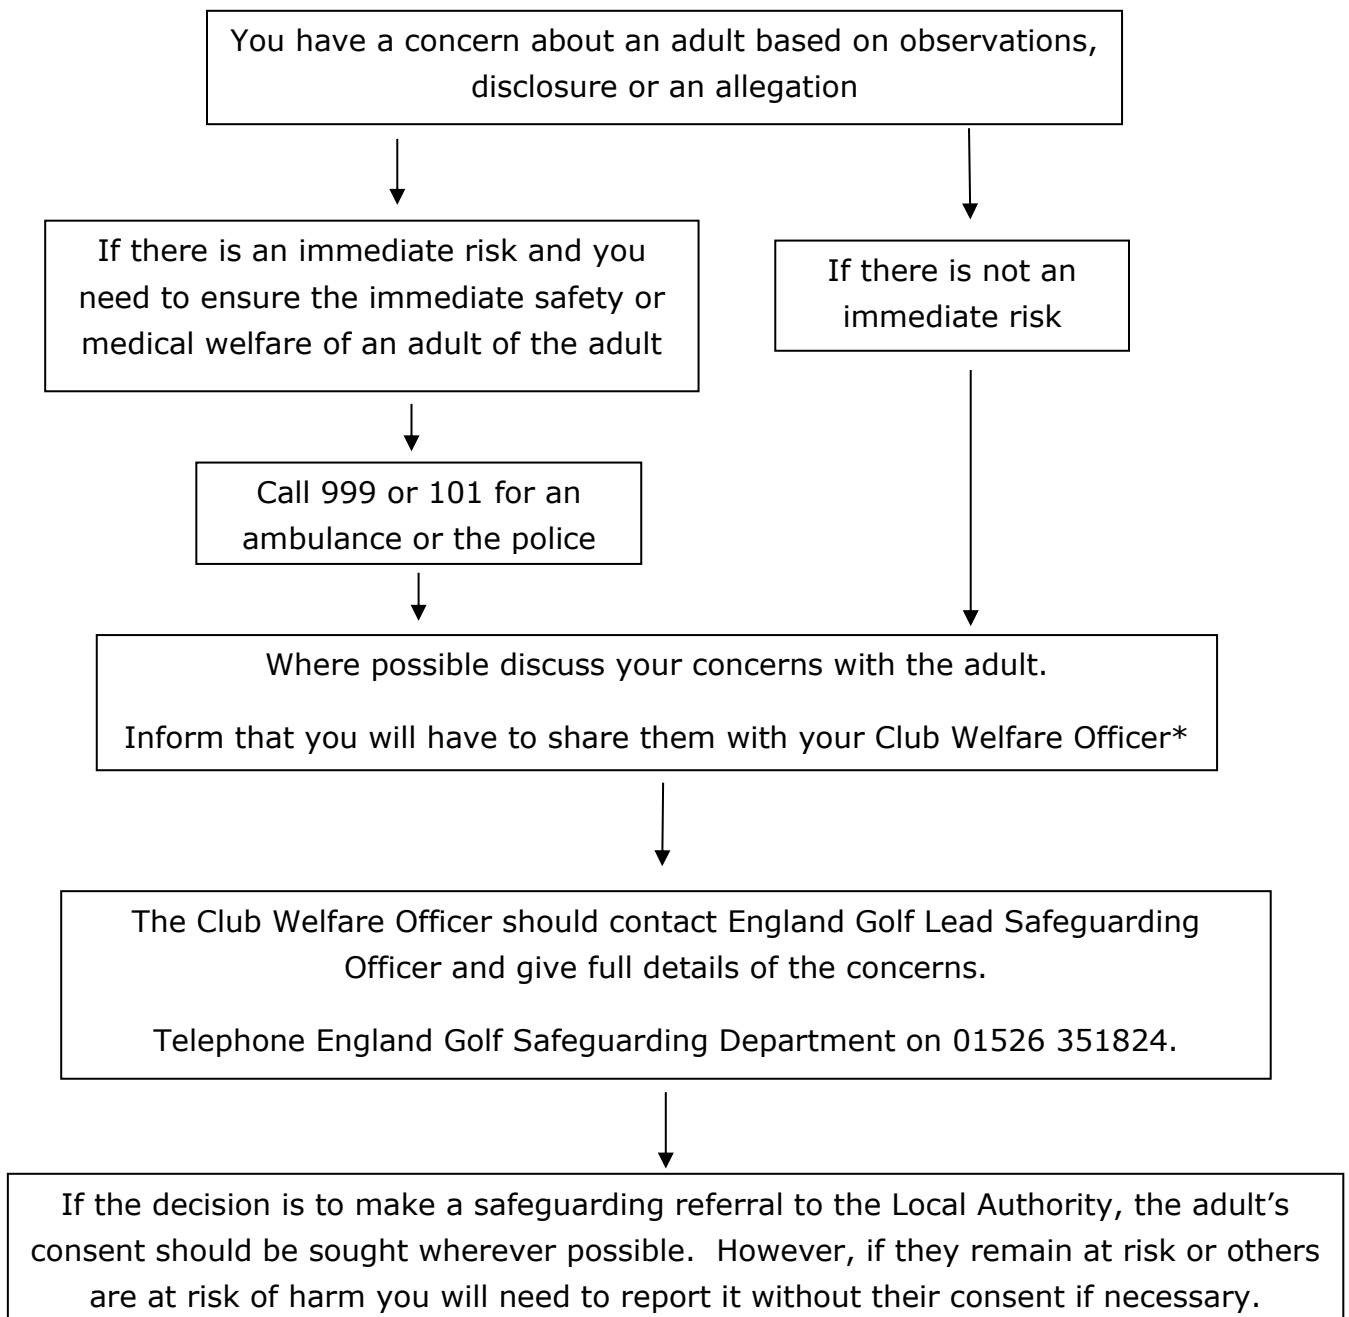 You have a concern about an adult based on observations,
disclosure or an allegation
If there is an immediate risk and you
need to ensure the immediate safety or
medical welfare of an adult of the adult
If there is not an
immediate risk
Call 999 or 101 for an
ambulance or the police
Where possible discuss your concerns with the adult.
Inform that you will have to share them with your Club Welfare Officer*
The Club Welfare Officer should contact England Golf Lead Safeguarding
Officer and give full details of the concerns.
Telephone England Golf Safeguarding Department on 01526 351824.
If the decision is to make a safeguarding referral to the Local Authority, the adult’s
consent should be sought wherever possible.  However, if they remain at risk or others
are at risk of harm you will need to report it without their consent if necessary.